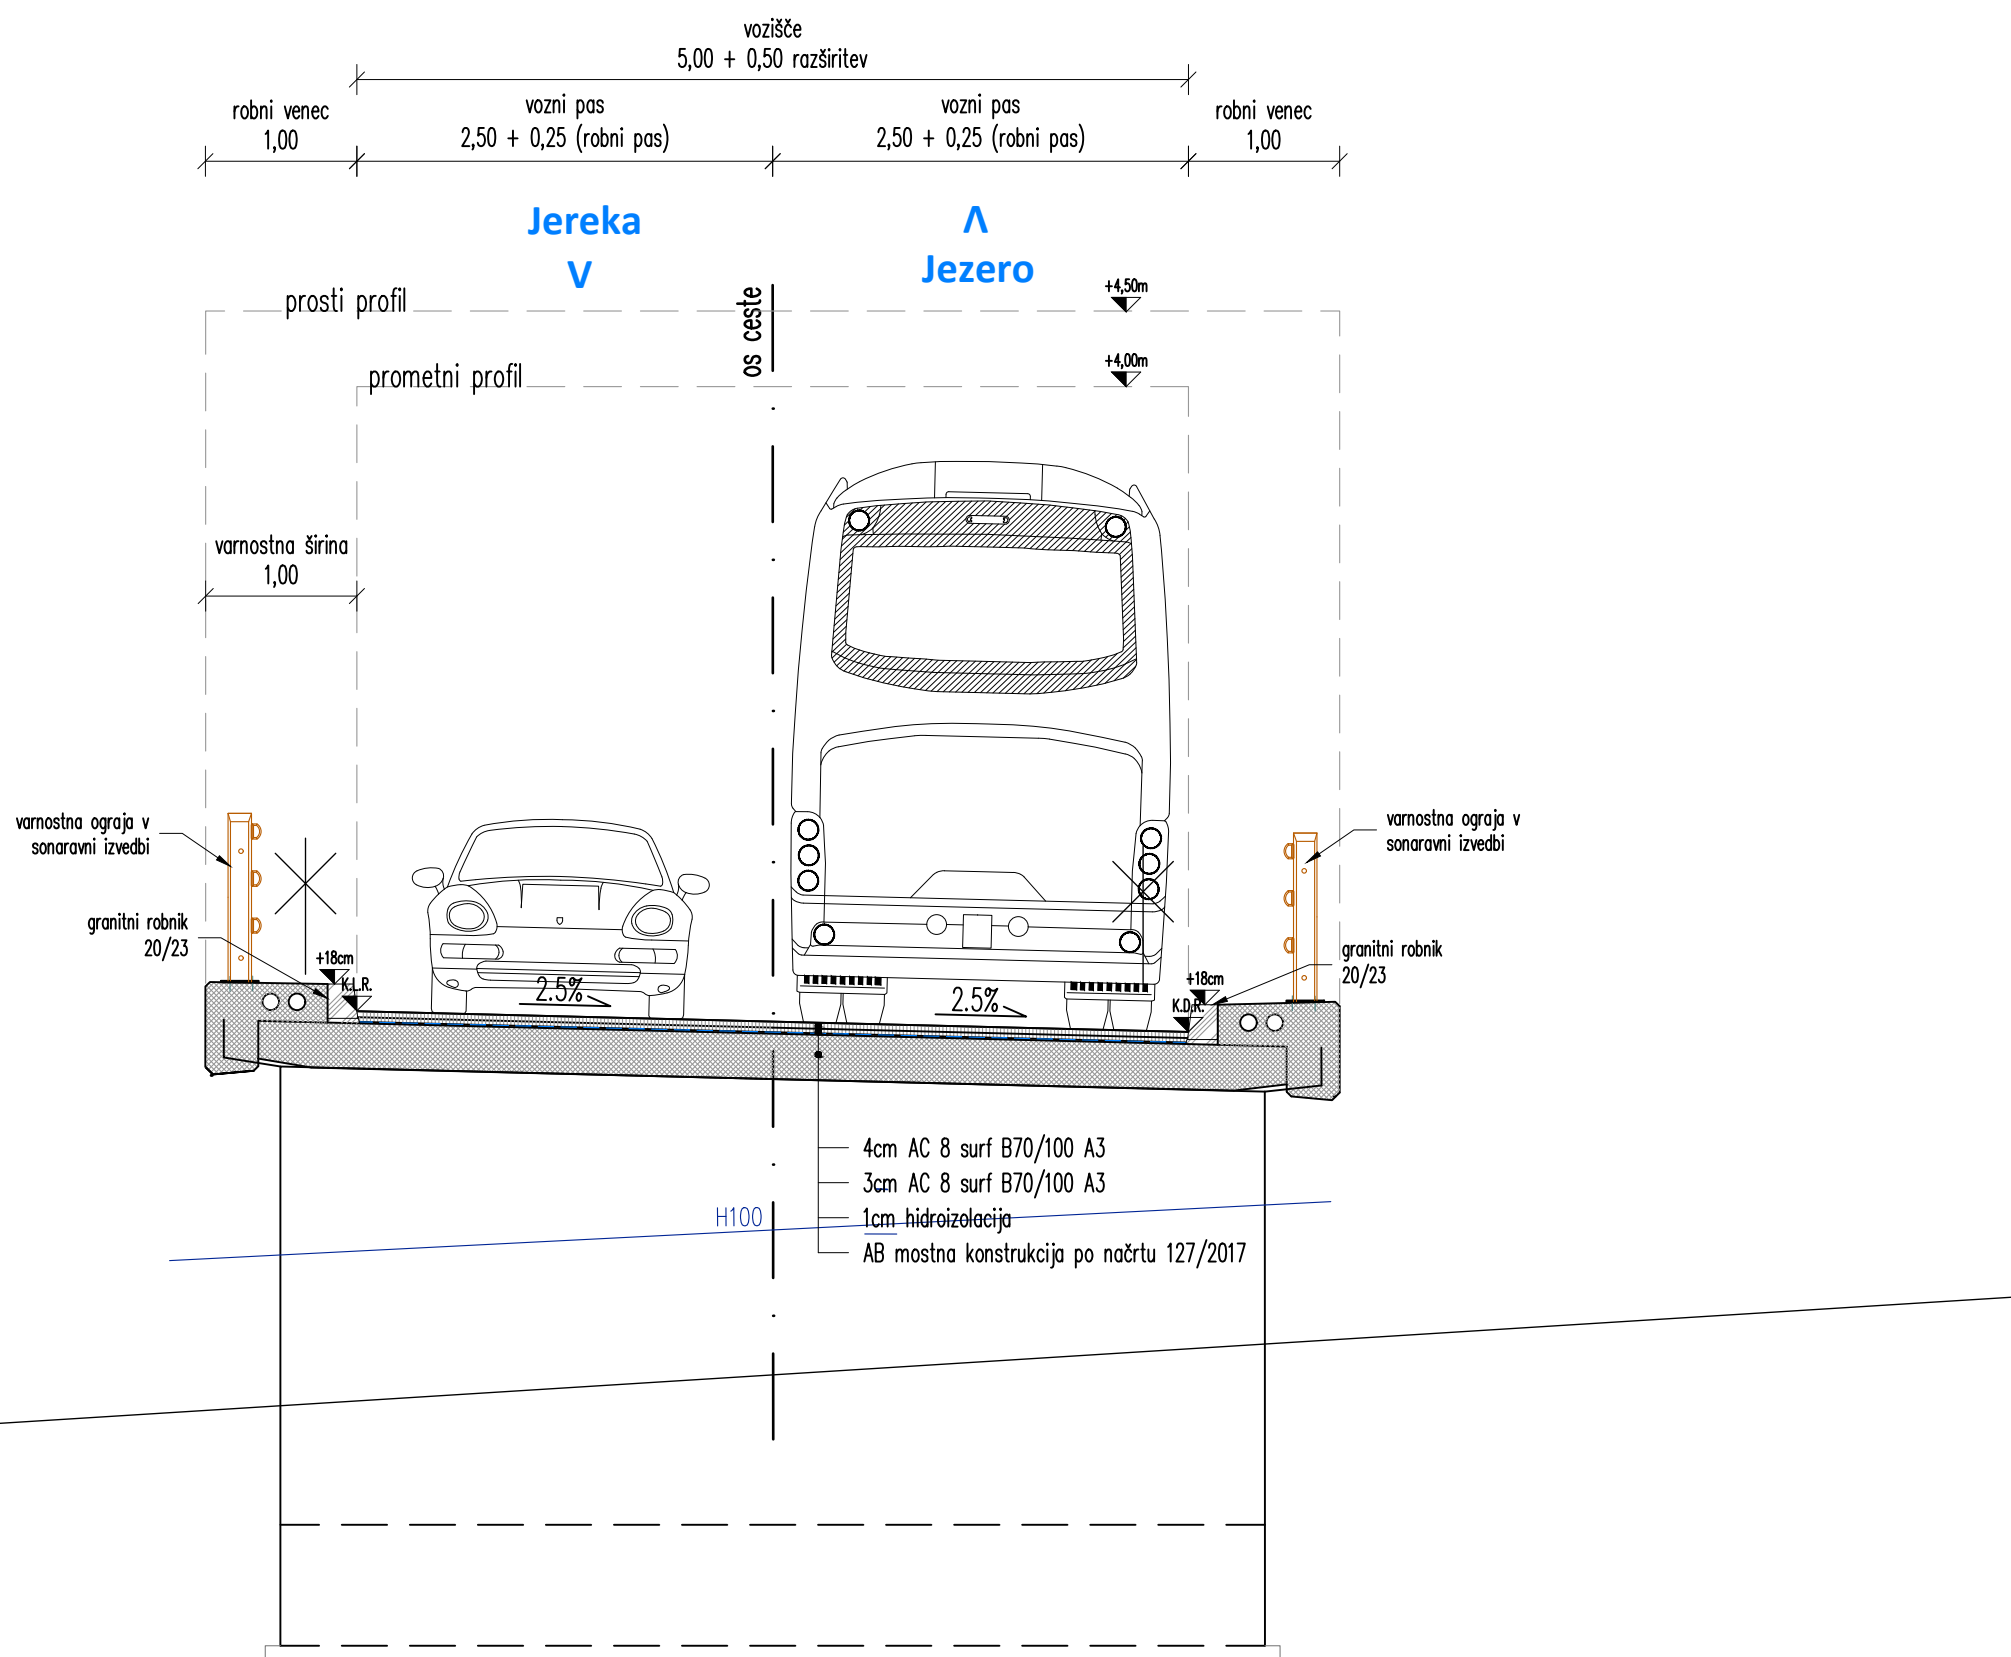 vozišče
5,00 + 0,50 razširitev
robni venec
1,00
vozni pas
2,50 + 0,25 (robni pas)
vozni pas
2,50 + 0,25 (robni pas)
robni venec
1,00
Jereka
V
Λ
Jezero
prosti profil
os ceste
+4,50m
prometni profil
+4,00m
varnostna širina
1,00
varnostna ograja v
sonaravni izvedbi
varnostna ograja v
sonaravni izvedbi
granitni robnik
20/23
granitni robnik
20/23
+18cm
K.L.R.
2.5%
2.5%
+18cm
K.D.R.
4cm AC 8 surf B70/100 A3
3cm AC 8 surf B70/100 A3
H100
1cm hidroizolacija
AB mostna konstrukcija po načrtu 127/2017